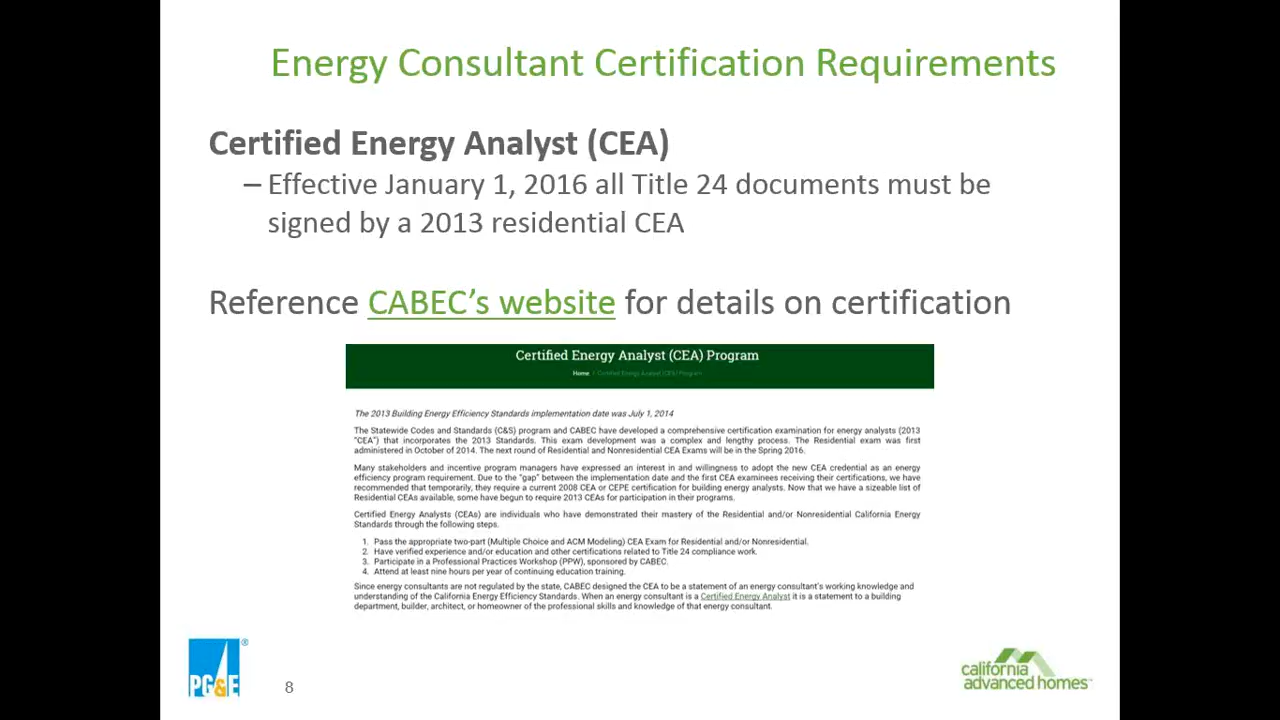 Energy Consultant Certification Requirements
Certified Energy Analyst (CEA)
– Effective January 1, 2016 all Title 24 documents must be
signed by a 2013 residential CEA
Reference CABEC's website for details on certification
Certified Energy Analyst (CEA) Program
Home / Certified Energy Analyst (CEA) Program
The 2013 Building Energy Efficiency Standards implementation date was July 1, 2014
The Statewide Codes and Standards (C&S) program and CABEC have developed a comprehensive certification examination for energy analysts (2013
"CEA") that incorporates the 2013 Standards. This exam development was a complex and lengthy process. The Residential exam was first
administered in October of 2014. The next round of Residential and Nonresidential CEA Exams will be in the Spring 2016.
Many stakeholders and incentive program managers have expressed an interest in and willingness to adopt the new CEA credential as an energy
efficiency program requirement. Due to the "gap" between the implementation date and the first CEA examinees receiving their certifications, we have
recommended that temporarily, they require a current 2008 CEA or CEPE certification for building energy analysts. Now that we have a sizeable list of
Residential CEAs available, some have begun to require 2013 CEAs for participation in their programs.
Certified Energy Analysts (CEAs) are individuals who have demonstrated their mastery of the Residential and/or Nonresidential California Energy
Standards through the following steps.
1. Pass the appropriate two-part (Multiple Choice and ACM Modeling) CEA Exam for Residential and/or Nonresidential.
2. Have verified experience and/or education and other certifications related to Title 24 compliance work.
3. Participate in a Professional Practices Workshop (PPW), sponsored by CABEC.
4. Attend at least nine hours per year of continuing education training.
Since energy consultants are not regulated by the state, CABEC designed the CEA to be a statement of an energy consultant's working knowledge and
understanding of the California Energy Efficiency Standards. When an energy consultant is a Certified Energy Analyst it is a statement to a building
department, builder, architect, or homeowner of the professional skills and knowledge of that energy consultant.
PG&E ®
8
california
advanced homes™